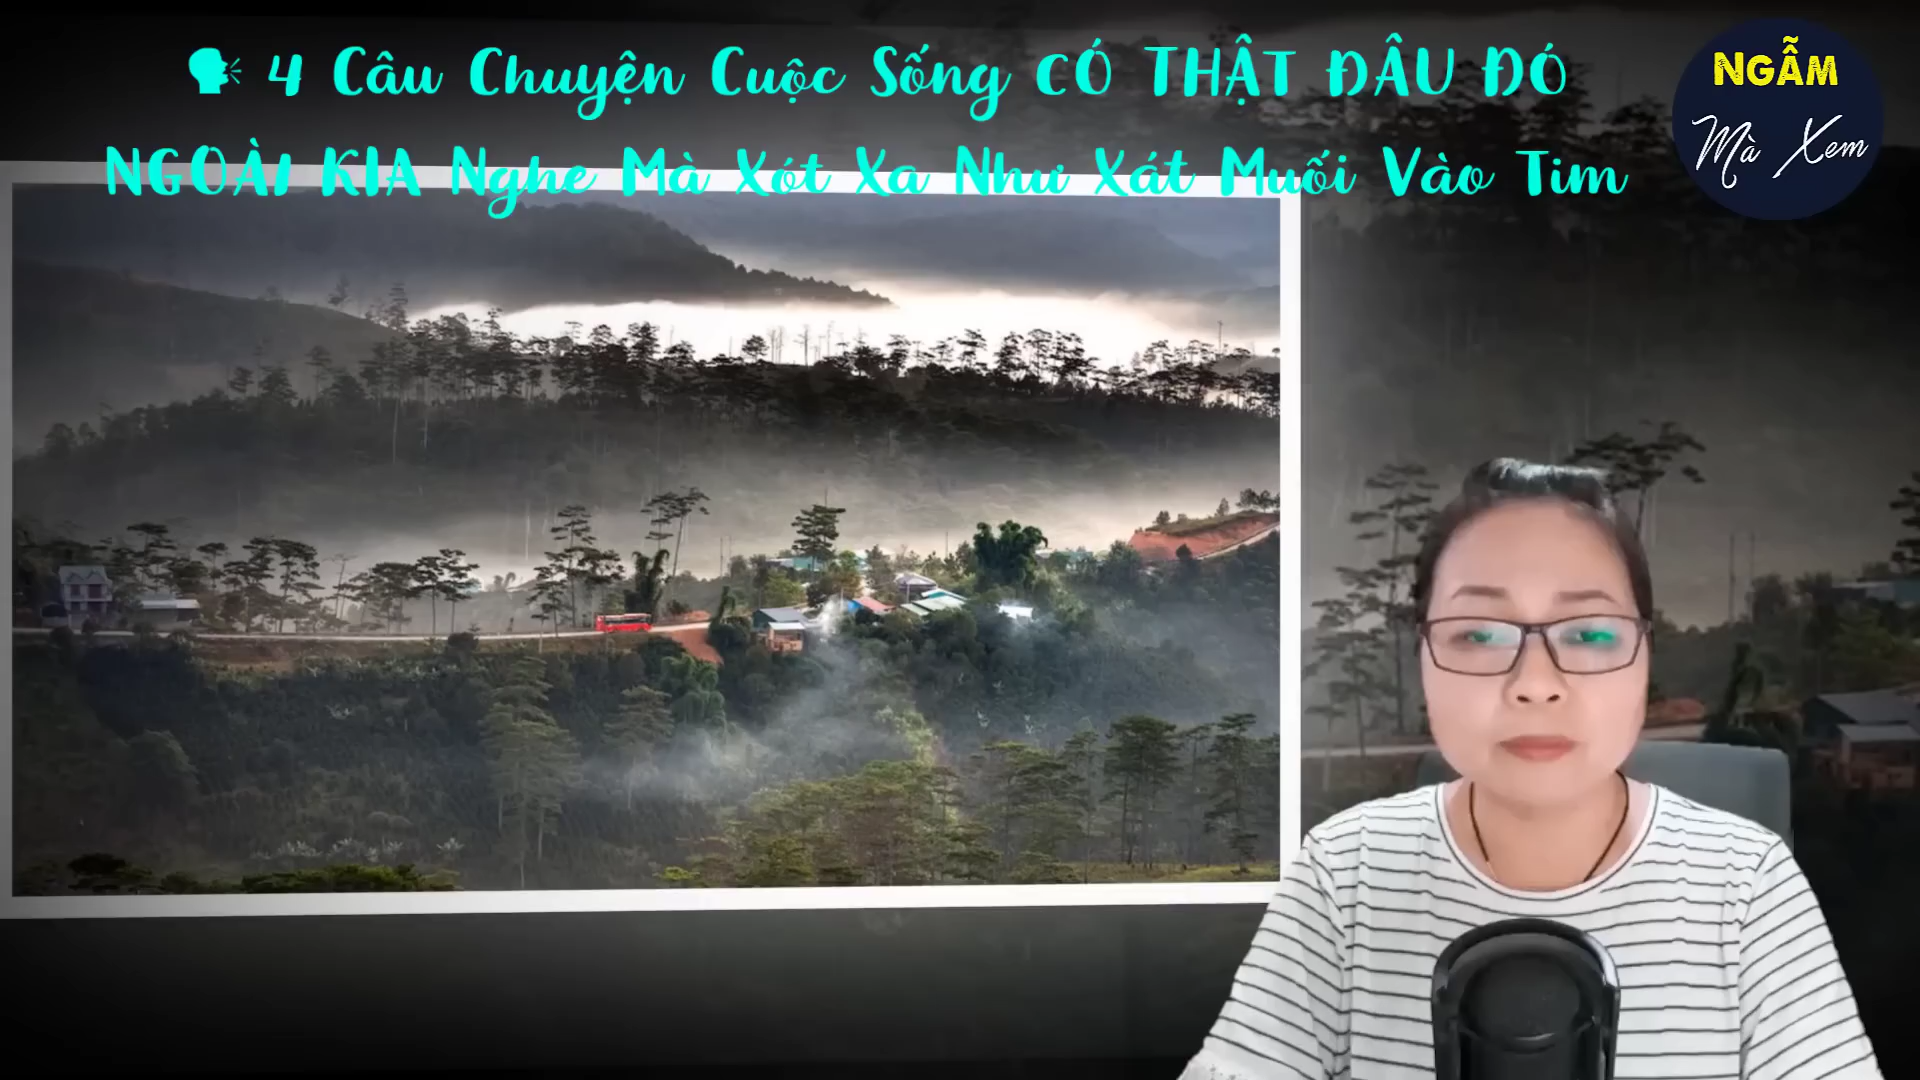 🗣 4 Câu Chuyện Cuộc Sống CÓ THẬT ĐÂU ĐÓ
NGOÀI KIA Nghe Mà Xót Xa Như Xát Muối Vào Tim
NGẪM
Mà Xem